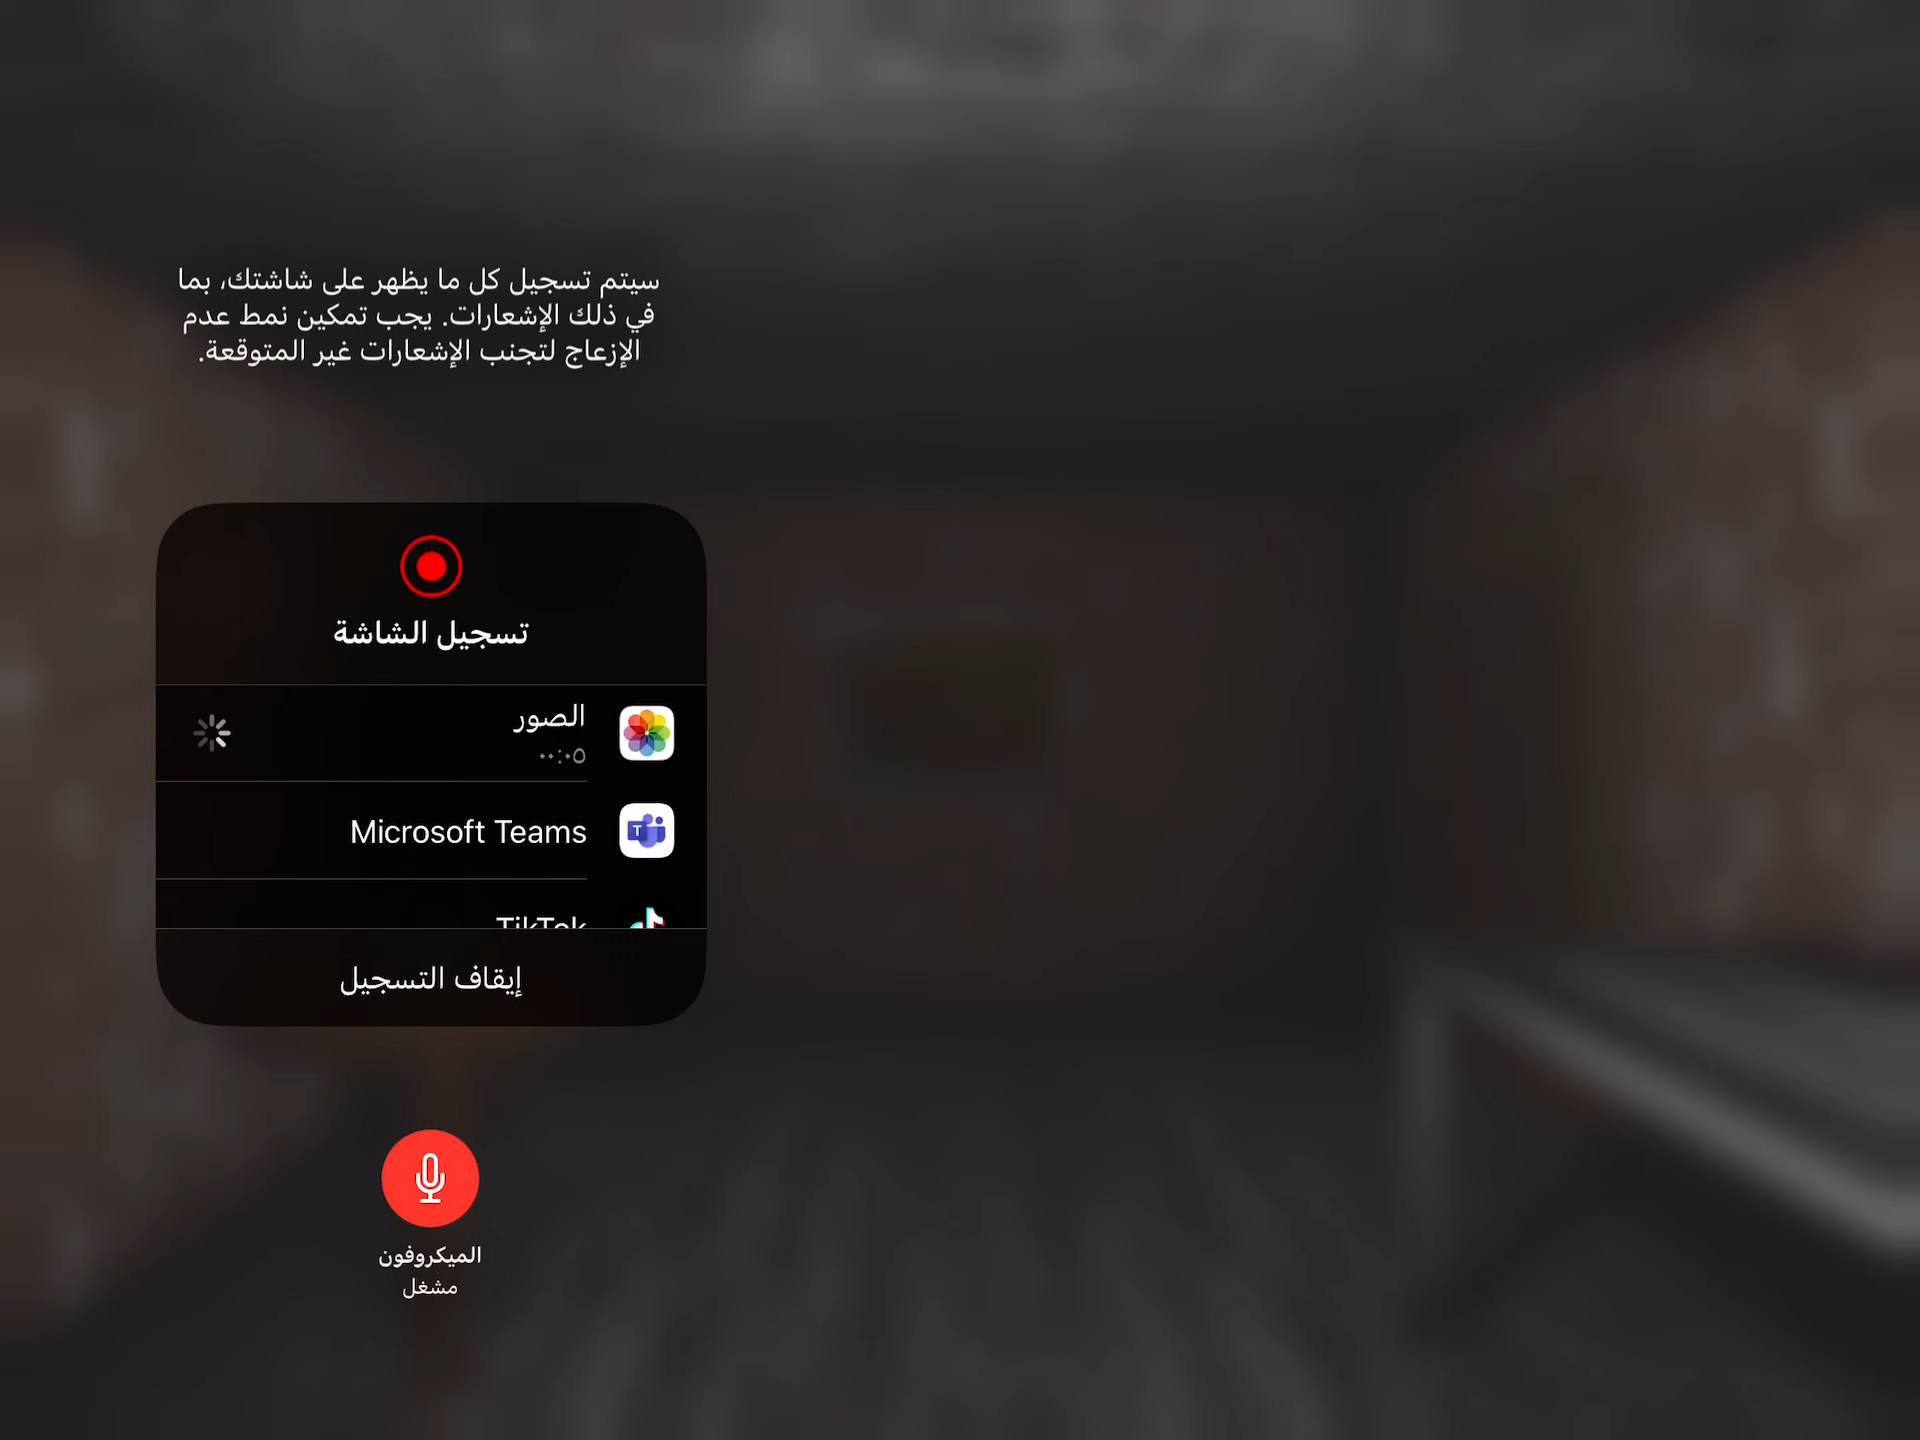 سيتم تسجيل كل ما يظهر على شاشتك، بما
في ذلك الإشعارات. يجب تمكين نمط عدم
الإزعاج لتجنب الإشعارات غير المتوقعة.
تسجيل الشاشة
الصور
٠٠:٠٥
Microsoft Teams
TikTok
إيقاف التسجيل
الميكروفون
مشغل